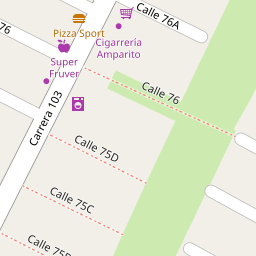 Calle 76A
Pizza Sport
Cigarrería
Amparito
Super
Fruver
Calle 76
76
Carrera 103
Calle 75D
Calle 75C